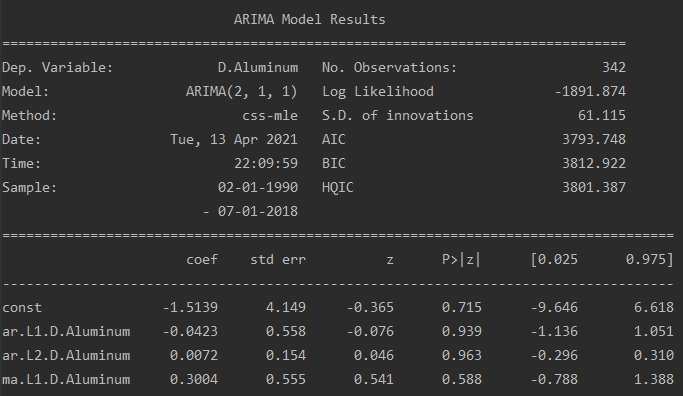 ARIMA Model Results
==============================================================================
Dep. Variable: D.Aluminum No. Observations: 342
Model: ARIMA(2, 1, 1) Log Likelihood -1891.874
Method: css-mle S.D. of innovations 61.115
Date: Tue, 13 Apr 2021 AIC 3793.748
Time: 22:09:59 BIC 3812.922
Sample: 02-01-1990 HQIC 3801.387
- 07-01-2018
====================================================================================
coef std err z P>|z| [0.025 0.975]
------------------------------------------------------------------------------------
const -1.5139 4.149 -0.365 0.715 -9.646 6.618
ar.L1.D.Aluminum -0.0423 0.558 -0.076 0.939 -1.136 1.051
ar.L2.D.Aluminum 0.0072 0.154 0.046 0.963 -0.296 0.310
ma.L1.D.Aluminum 0.3004 0.555 0.541 0.588 -0.788 1.388